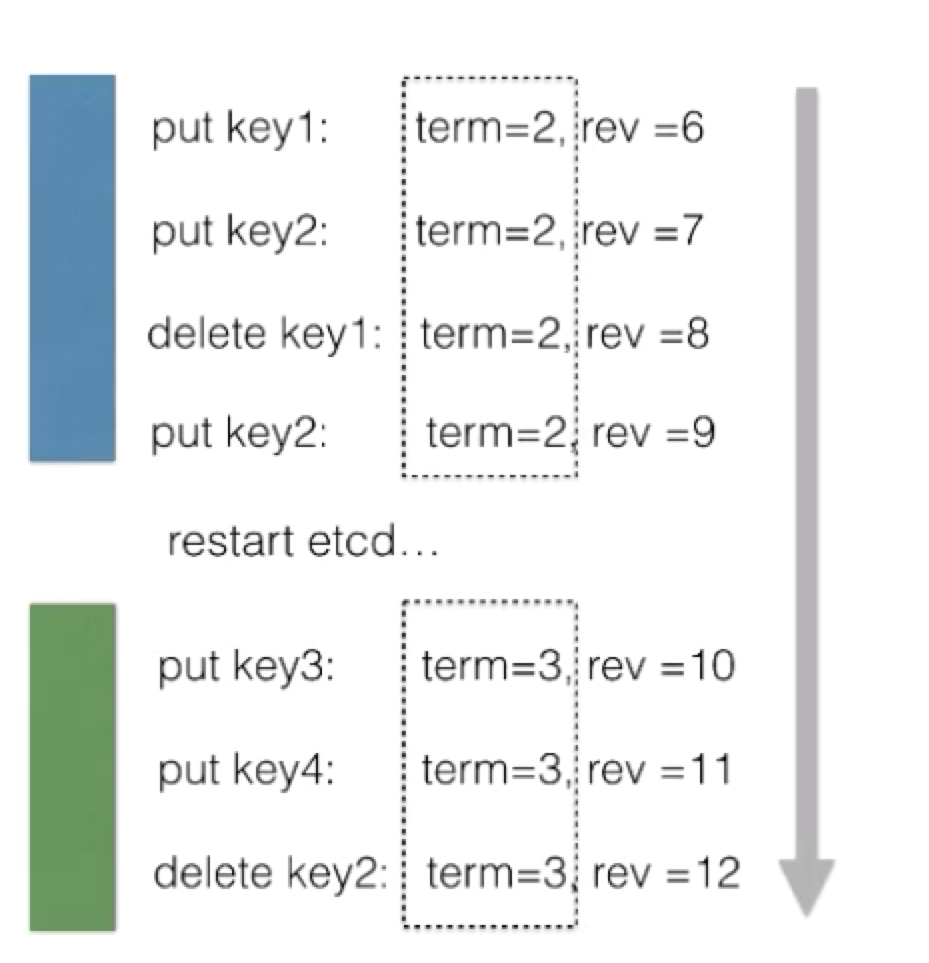 put key1: term=2, rev =6
put key2: term=2, rev =7
delete key1: term=2, rev =8
put key2: term=2, rev =9
restart etcd...
put key3: term=3, rev =10
put key4: term=3, rev =11
delete key2: term=3, rev =12